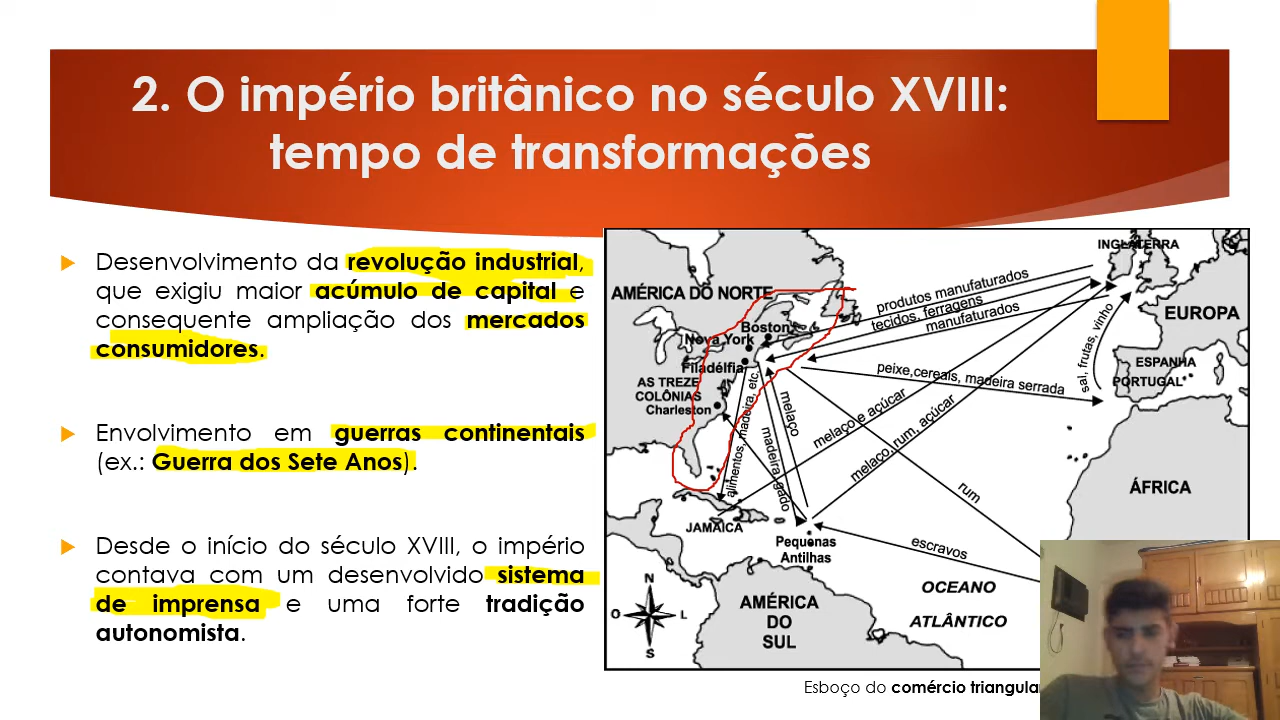 2. O império britânico no século XVIII:
tempo de transformações
Desenvolvimento da revolução industrial,
que exigiu maior acúmulo de capital e
consequente ampliação dos mercados
consumidores.
Envolvimento em guerras continentais
(ex.: Guerra dos Sete Anos).
Desde o início do século XVIII, o império
contava com um desenvolvido sistema
de imprensa e uma forte tradição
autonomista.
INGLATERRA
AMÉRICA DO NORTE
produtos manufaturados
tecidos, ferragens
manufaturados
EUROPA
Boston
Nova York
Filadélfia
sal, frutas, vinho
ESPANHA
PORTUGAL
AS TREZE
COLÔNIAS
Charleston
peixe,cereais, madeira serrada
alimentos, madeira, etc.
melaço
madeira, gado
melaço e açúcar
melaço, rum, açúcar
rum
ÁFRICA
JAMAICA
Pequenas
Antilhas
escravos
OCEANO
ATLÂNTICO
AMÉRICA
DO
SUL
N
O
L
S
Esboço do comércio triangular